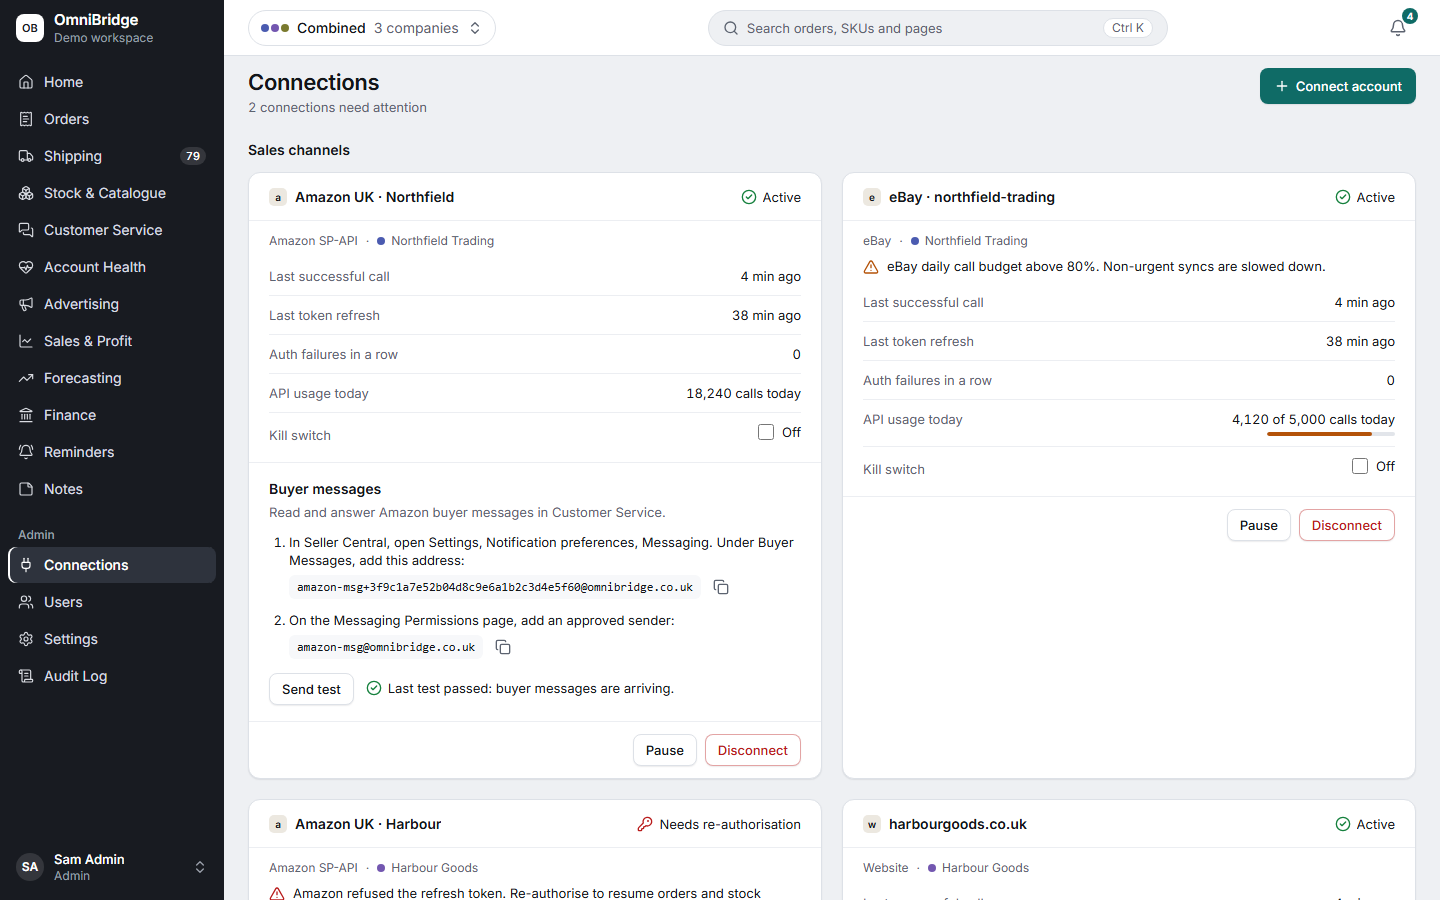 OB
OmniBridge
Demo workspace
Home
Orders
Shipping 79
Stock & Catalogue
Customer Service
Account Health
Advertising
Sales & Profit
Forecasting
Finance
Reminders
Notes
Admin
Connections
Users
Settings
Audit Log
SA
Sam Admin
Admin
Combined 3 companies
Search orders, SKUs and pages Ctrl K
4
Connections
2 connections need attention
Connect account
Sales channels
a Amazon UK · Northfield Active
Amazon SP-API · Northfield Trading
Last successful call 4 min ago
Last token refresh 38 min ago
Auth failures in a row 0
API usage today 18,240 calls today
Kill switch Off
Buyer messages
Read and answer Amazon buyer messages in Customer Service.
1. In Seller Central, open Settings, Notification preferences, Messaging. Under Buyer
Messages, add this address:
amazon-msg+3f9c1a7e52b04d8c9e6a1b2c3d4e5f60@omnibridge.co.uk
2. On the Messaging Permissions page, add an approved sender:
amazon-msg@omnibridge.co.uk
Send test Last test passed: buyer messages are arriving.
Pause Disconnect
e eBay · northfield-trading Active
eBay · Northfield Trading
eBay daily call budget above 80%. Non-urgent syncs are slowed down.
Last successful call 4 min ago
Last token refresh 38 min ago
Auth failures in a row 0
API usage today 4,120 of 5,000 calls today
Kill switch Off
Pause Disconnect
a Amazon UK · Harbour Needs re-authorisation
Amazon SP-API · Harbour Goods
Amazon refused the refresh token. Re-authorise to resume orders and stock
w harbourgoods.co.uk Active
Website · Harbour Goods